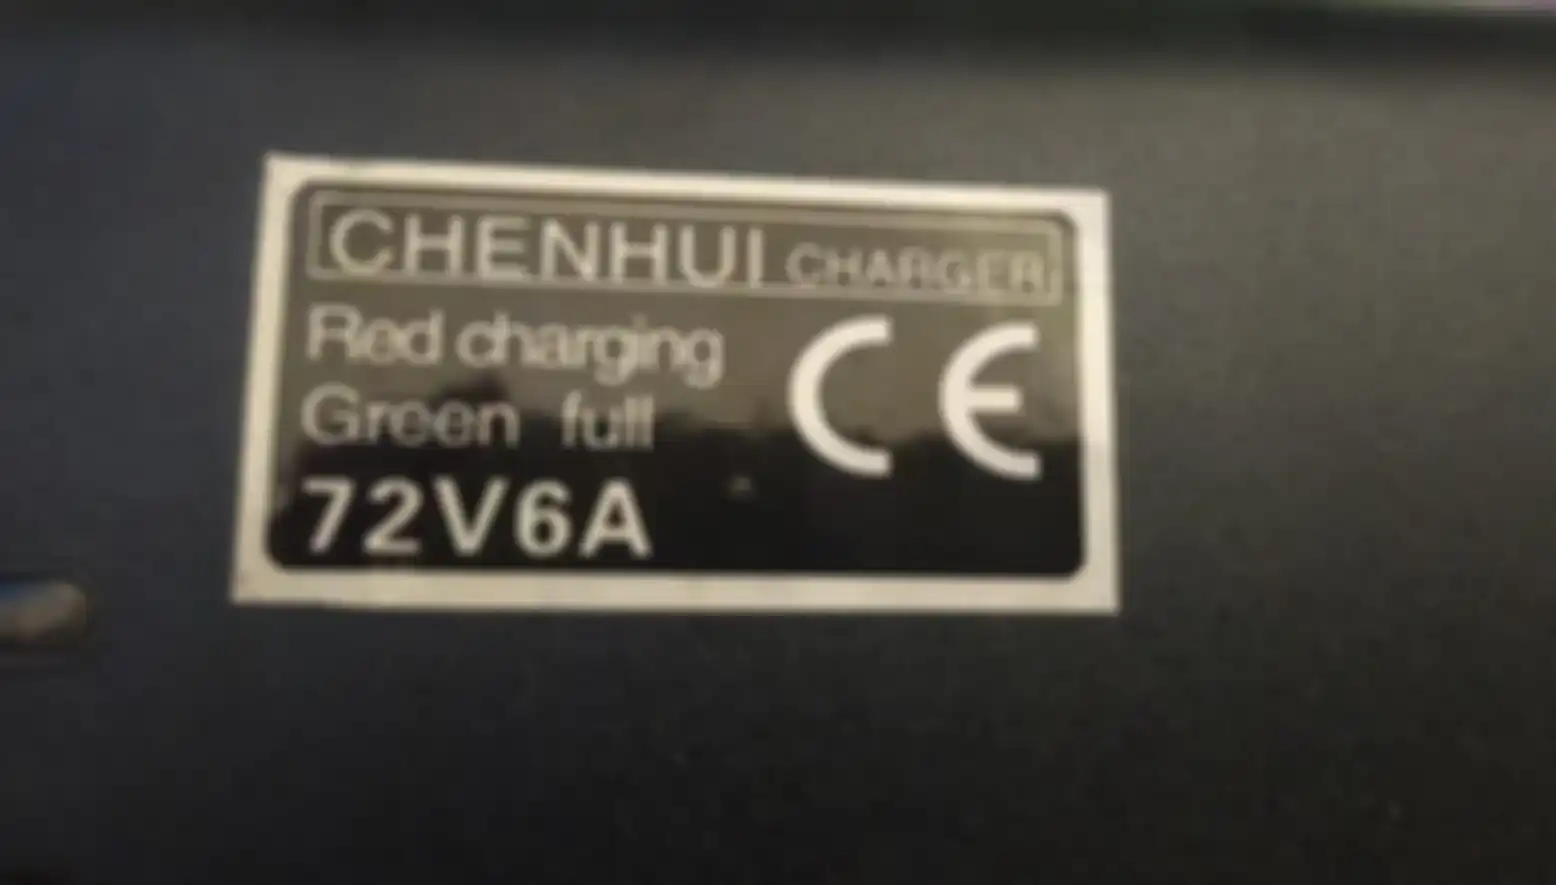 CHENHUI CHARGER
Red charging
Green full
CE
72V6A